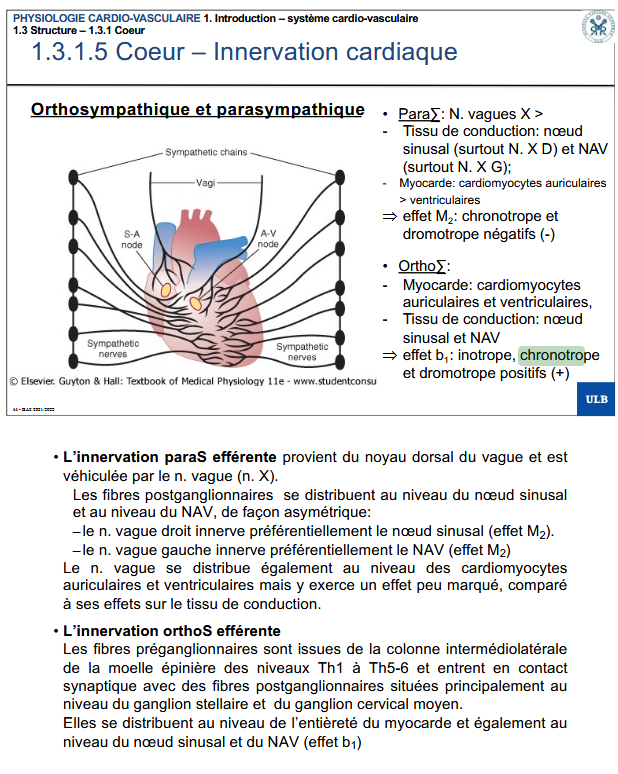 PHYSIOLOGIE CARDIO-VASCULAIRE 1. Introduction – système cardio-vasculaire
1.3 Structure – 1.3.1 Coeur
1.3.1.5 Coeur – Innervation cardiaque
Orthosympathique et parasympathique
Sympathetic chains
Vagi
S-A
node
A-V
node
Sympathetic
nerves
Sympathetic
nerves
© Elsevier. Guyton & Hall: Textbook of Medical Physiology 11e - www.studentconsu
• Para∑: N. vagues X >
- Tissu de conduction: nœud
sinusal (surtout N. X D) et NAV
(surtout N. X G);
- Myocarde: cardiomyocytes auriculaires
> ventriculaires
⇒ effet M2: chronotrope et
dromotrope négatifs (-)
• Ortho∑:
- Myocarde: cardiomyocytes
auriculaires et ventriculaires,
- Tissu de conduction: nœud
sinusal et NAV
⇒ effet b1: inotrope, chronotrope
et dromotrope positifs (+)
ULB
• L'innervation paraS efférente provient du noyau dorsal du vague et est
véhiculée par le n. vague (n. X).
Les fibres postganglionnaires se distribuent au niveau du nœud sinusal
et au niveau du NAV, de façon asymétrique:
–le n. vague droit innerve préférentiellement le nœud sinusal (effet M2).
–le n. vague gauche innerve préférentiellement le NAV (effet M2)
Le n. vague se distribue également au niveau des cardiomyocytes
auriculaires et ventriculaires mais y exerce un effet peu marqué, comparé
à ses effets sur le tissu de conduction.
• L'innervation orthoS efférente
Les fibres préganglionnaires sont issues de la colonne intermédiolatérale
de la moelle épinière des niveaux Th1 à Th5-6 et entrent en contact
synaptique avec des fibres postganglionnaires situées principalement au
niveau du ganglion stellaire et du ganglion cervical moyen.
Elles se distribuent au niveau de l'entièreté du myocarde et également au
niveau du nœud sinusal et du NAV (effet b1)